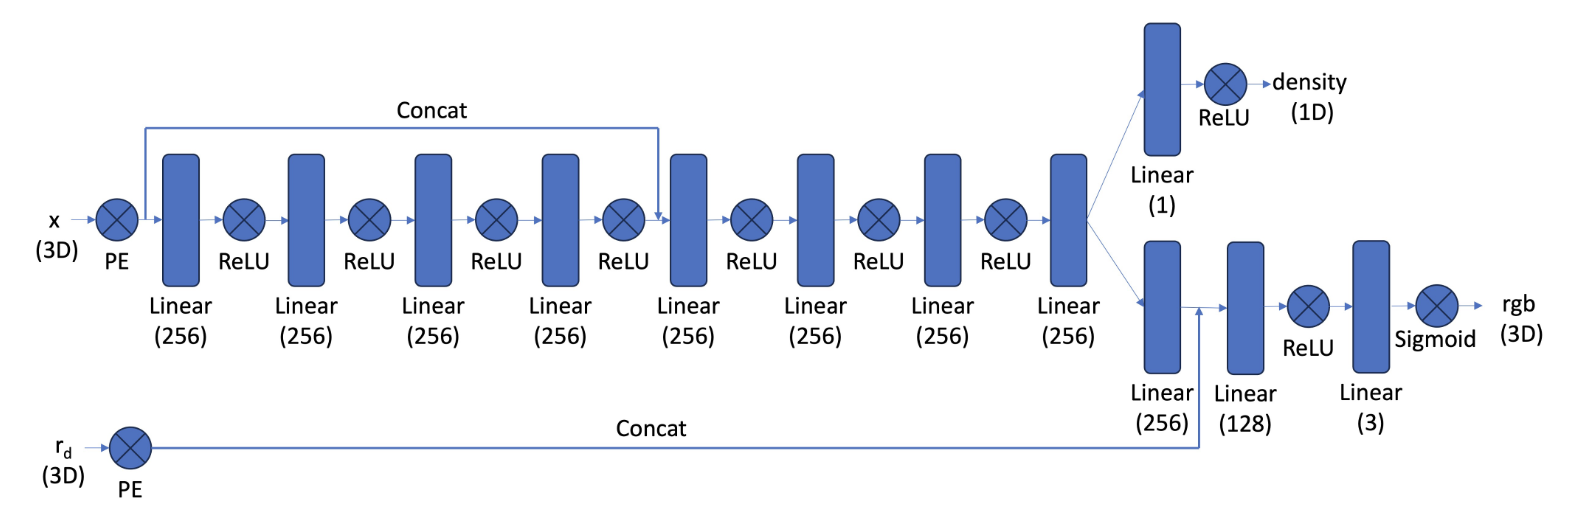 Concat
x
(3D)
PE
ReLU
ReLU
ReLU
ReLU
ReLU
ReLU
ReLU
Linear
(256)
Linear
(256)
Linear
(256)
Linear
(256)
Linear
(256)
Linear
(256)
Linear
(256)
Linear
(256)
Linear
(1)
ReLU
density
(1D)
Linear
(256)
Linear
(128)
ReLU
Linear
(3)
Sigmoid
rgb
(3D)
r_d
(3D)
PE
Concat